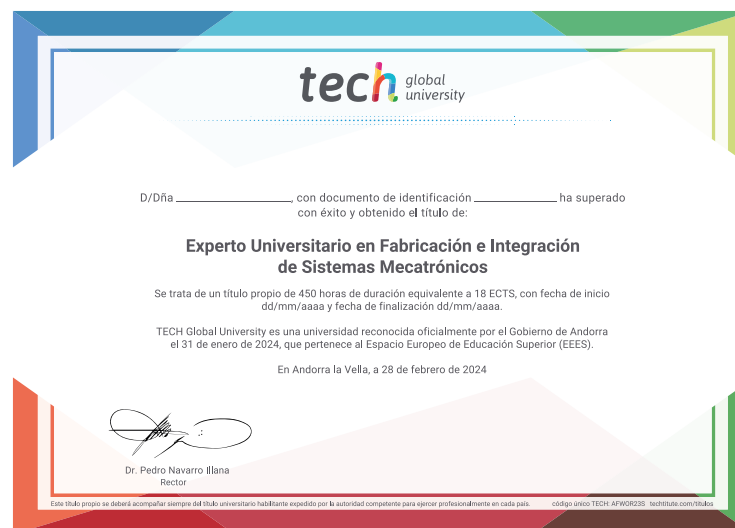 tech global university
D/Dña ____________________, con documento de identificación ______________ ha superado
con éxito y obtenido el título de:
Experto Universitario en Fabricación e Integración
de Sistemas Mecatrónicos
Se trata de un título propio de 450 horas de duración equivalente a 18 ECTS, con fecha de inicio
dd/mm/aaaa y fecha de finalización dd/mm/aaaa.
TECH Global University es una universidad reconocida oficialmente por el Gobierno de Andorra
el 31 de enero de 2024, que pertenece al Espacio Europeo de Educación Superior (EEES).
En Andorra la Vella, a 28 de febrero de 2024
Dr. Pedro Navarro Illana
Rector
Este título propio se deberá acompañar siempre del título universitario habilitante expedido por la autoridad competente para ejercer profesionalmente en cada país. código único TECH: AFWOR23S techtitute.com/titulos